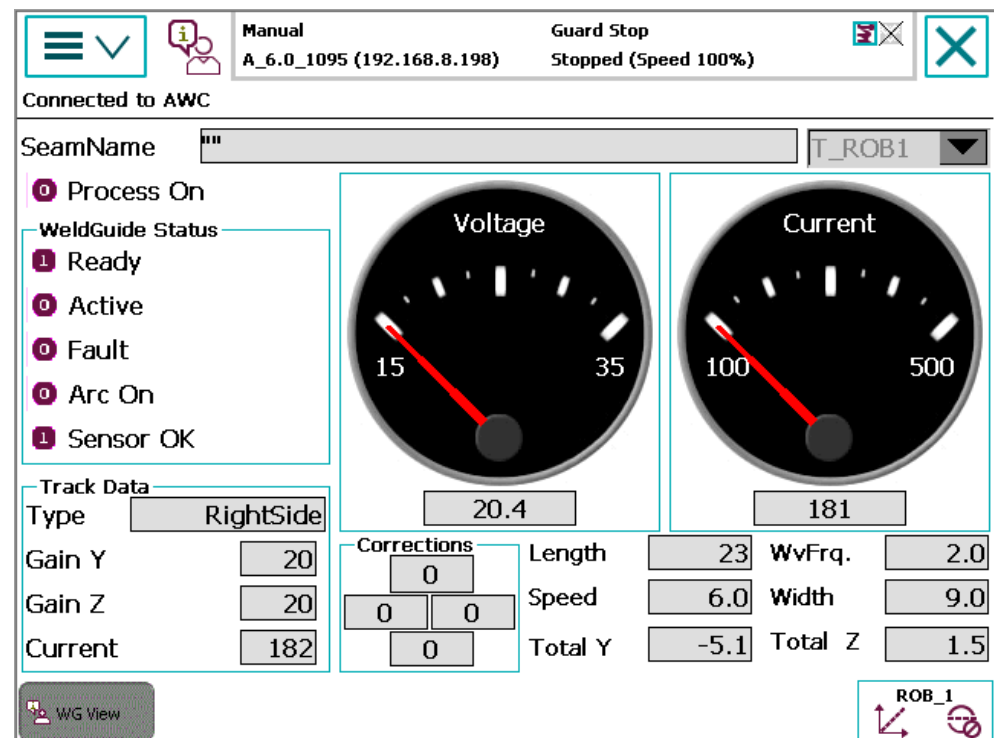 Manual Guard Stop
A_6.0_1095 (192.168.8.198) Stopped (Speed 100%)
Connected to AWC
SeamName "" T_ROB1
0 Process On
WeldGuide Status
1 Ready
0 Active
0 Fault
0 Arc On
1 Sensor OK
Voltage
15 35
20.4
Current
100 500
181
Track Data
Type RightSide
Gain Y 20
Gain Z 20
Current 182
Corrections
0
0 0
0
Length 23 WvFrq. 2.0
Speed 6.0 Width 9.0
Total Y -5.1 Total Z 1.5
WG View
ROB_1